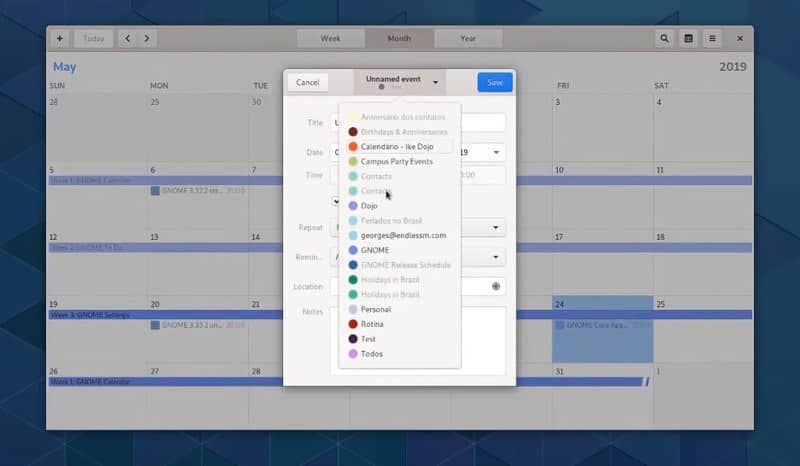 Today
Week
Month
Year
May
2019
SUN
MON
TUE
FRI
SAT
Cancel
Unnamed event
Save
28
29
30
3
4
Title
Date
19
Time
:00
Repeat
Remin...
Location
Notes
Aniversário dos contatos
Birthdays & Anniversaries
Calendário - Ike Dojo
Campus Party Events
Contacts
Contacts
Dojo
Feriados no Brasil
georges@endlessm.com
GNOME
GNOME Release Schedule
Holidays in Brazil
Holidays in Brazil
Personal
Rotina
Test
Todos
5
6
7
10
11
Week 1: GNOME Calendar
GNOME 3.32.2 sta... 20:00
12
13
14
17
18
Week 2: GNOME To Do
19
20
21
24
25
Week 3: GNOME Settings
GNOME 3.33.2 un... 20:00
GNOME Core App...
26
27
28
31
1
Week 1: GNOME Calendar